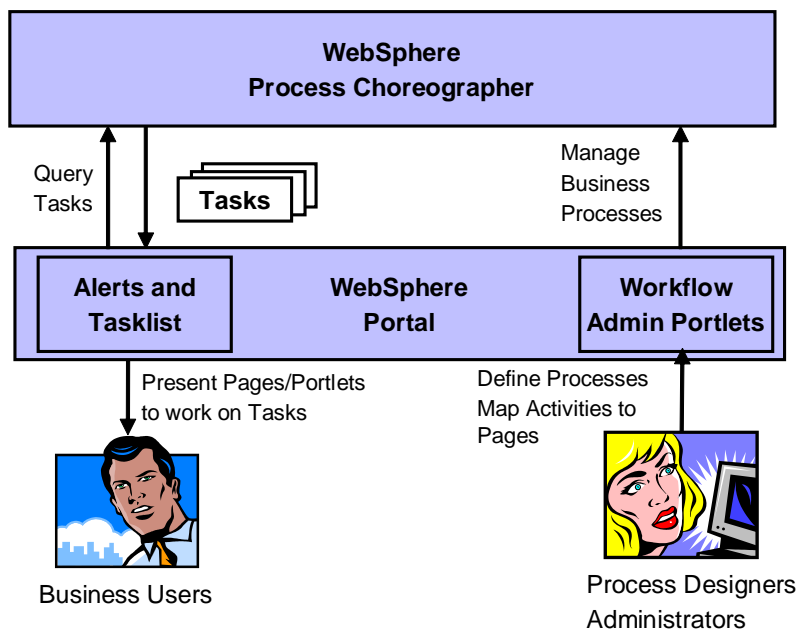 WebSphere
Process Choreographer
Query
Tasks
Tasks
Manage
Business
Processes
Alerts and
Tasklist
WebSphere
Portal
Workflow
Admin Portlets
Present Pages/Portlets
to work on Tasks
Define Processes
Map Activities to
Pages
Business Users
Process Designers
Administrators